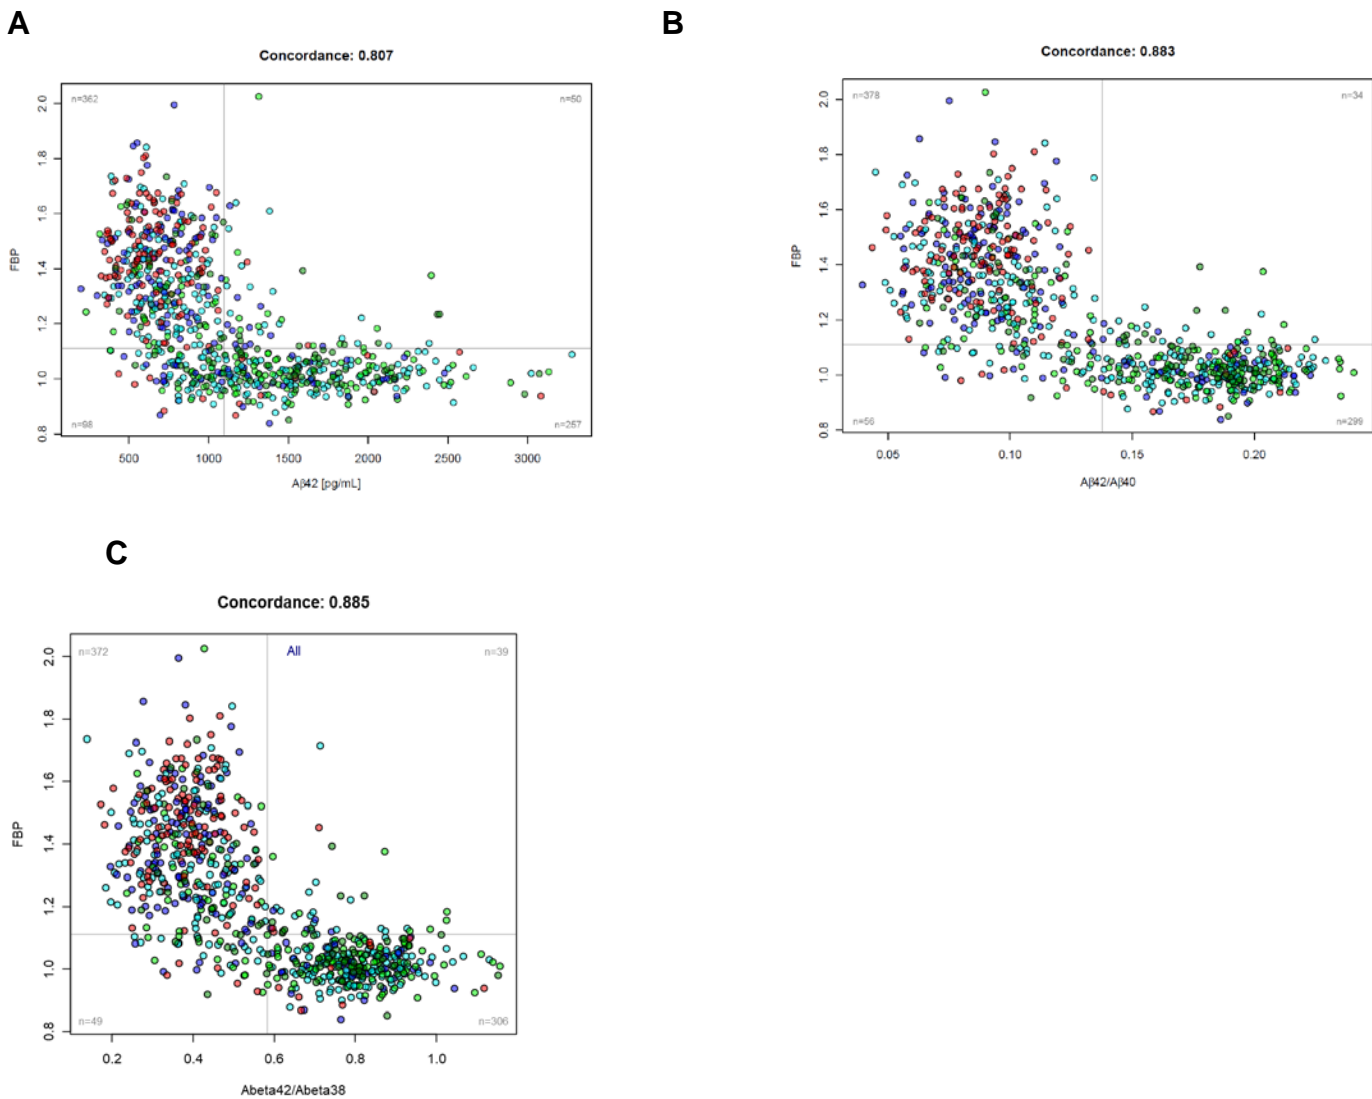 A
B
Concordance: 0.807
Concordance: 0.883
n=362
n=50
n=98
n=257
FBP
0.8
1.0
1.2
1.4
1.6
1.8
2.0
500
1000
1500
2000
2500
3000
Aβ42 [pg/mL]
n=378
n=34
n=56
n=299
FBP
0.8
1.0
1.2
1.4
1.6
1.8
2.0
0.05
0.10
0.15
0.20
Aβ42/Aβ40
C
Concordance: 0.885
n=372
All
n=39
n=49
n=306
FBP
0.8
1.0
1.2
1.4
1.6
1.8
2.0
0.2
0.4
0.6
0.8
1.0
Abeta42/Abeta38